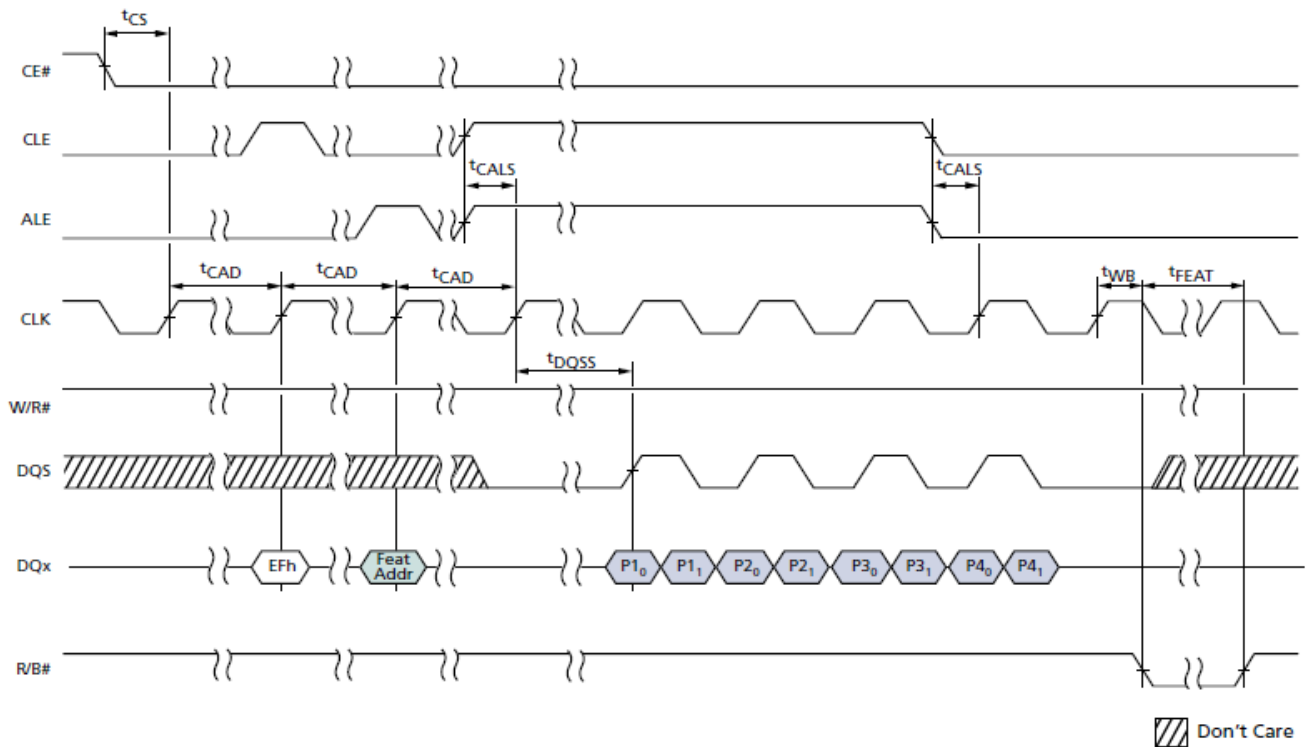 tCS
CE#
CLE
tCALS tCALS
ALE
tCAD tCAD tCAD tWB tFEAT
CLK
tDQSS
W/R#
DQS
DQx EFh Feat Addr P10 P11 P20 P21 P30 P31 P40 P41
R/B#
Don't Care